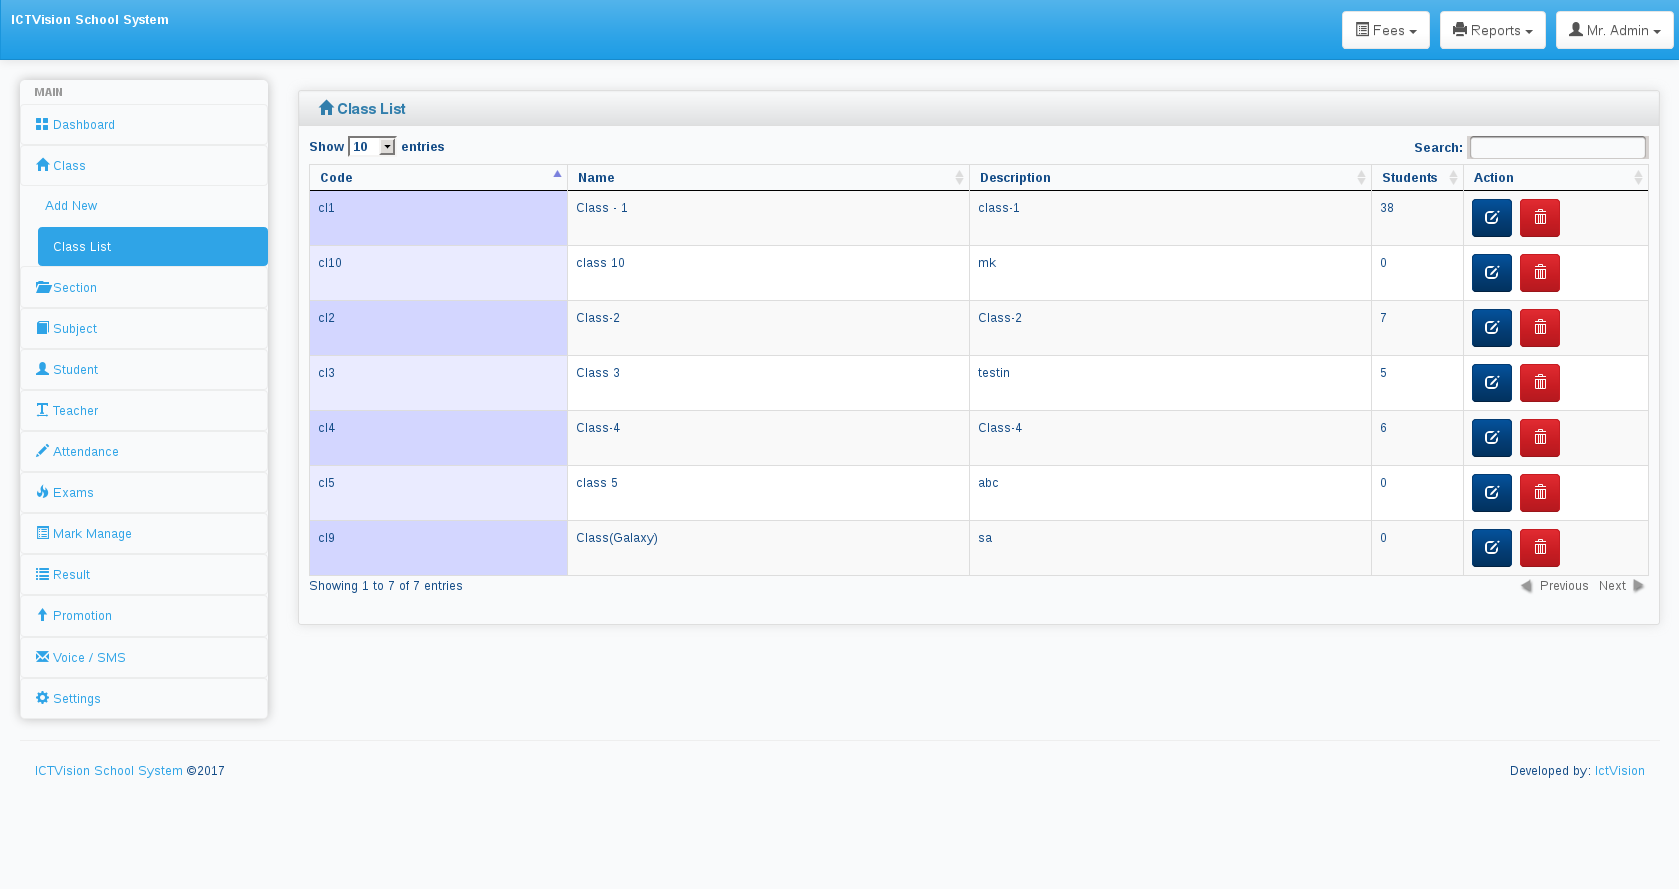 ICTVision School System
Fees
Reports
Mr. Admin
MAIN
Dashboard
Class
Add New
Class List
Section
Subject
Student
Teacher
Attendance
Exams
Mark Manage
Result
Promotion
Voice / SMS
Settings
Class List
Show 10 entries
Search:
Code Name Description Students Action
cl1 Class - 1 class-1 38
cl10 class 10 mk 0
cl2 Class-2 Class-2 7
cl3 Class 3 testin 5
cl4 Class-4 Class-4 6
cl5 class 5 abc 0
cl9 Class(Galaxy) sa 0
Showing 1 to 7 of 7 entries
Previous Next
ICTVision School System ©2017
Developed by: IctVision